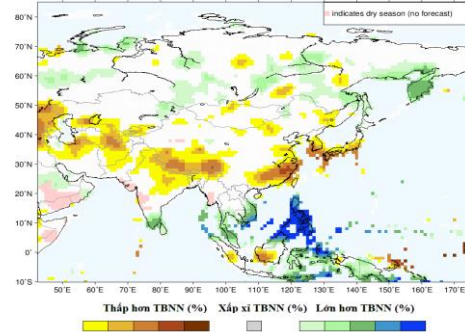 80°N
indicates dry season (no forecast)
70°N
60°N
50°N
40°N
30°N
20°N
10°N
0°
10°S
50°E 60°E 70°E 80°E 90°E 100°E 110°E 120°E 130°E 140°E 150°E 160°E 170°E
Thấp hơn TBNN (%) Xấp xỉ TBNN (%) Lớn hơn TBNN (%)